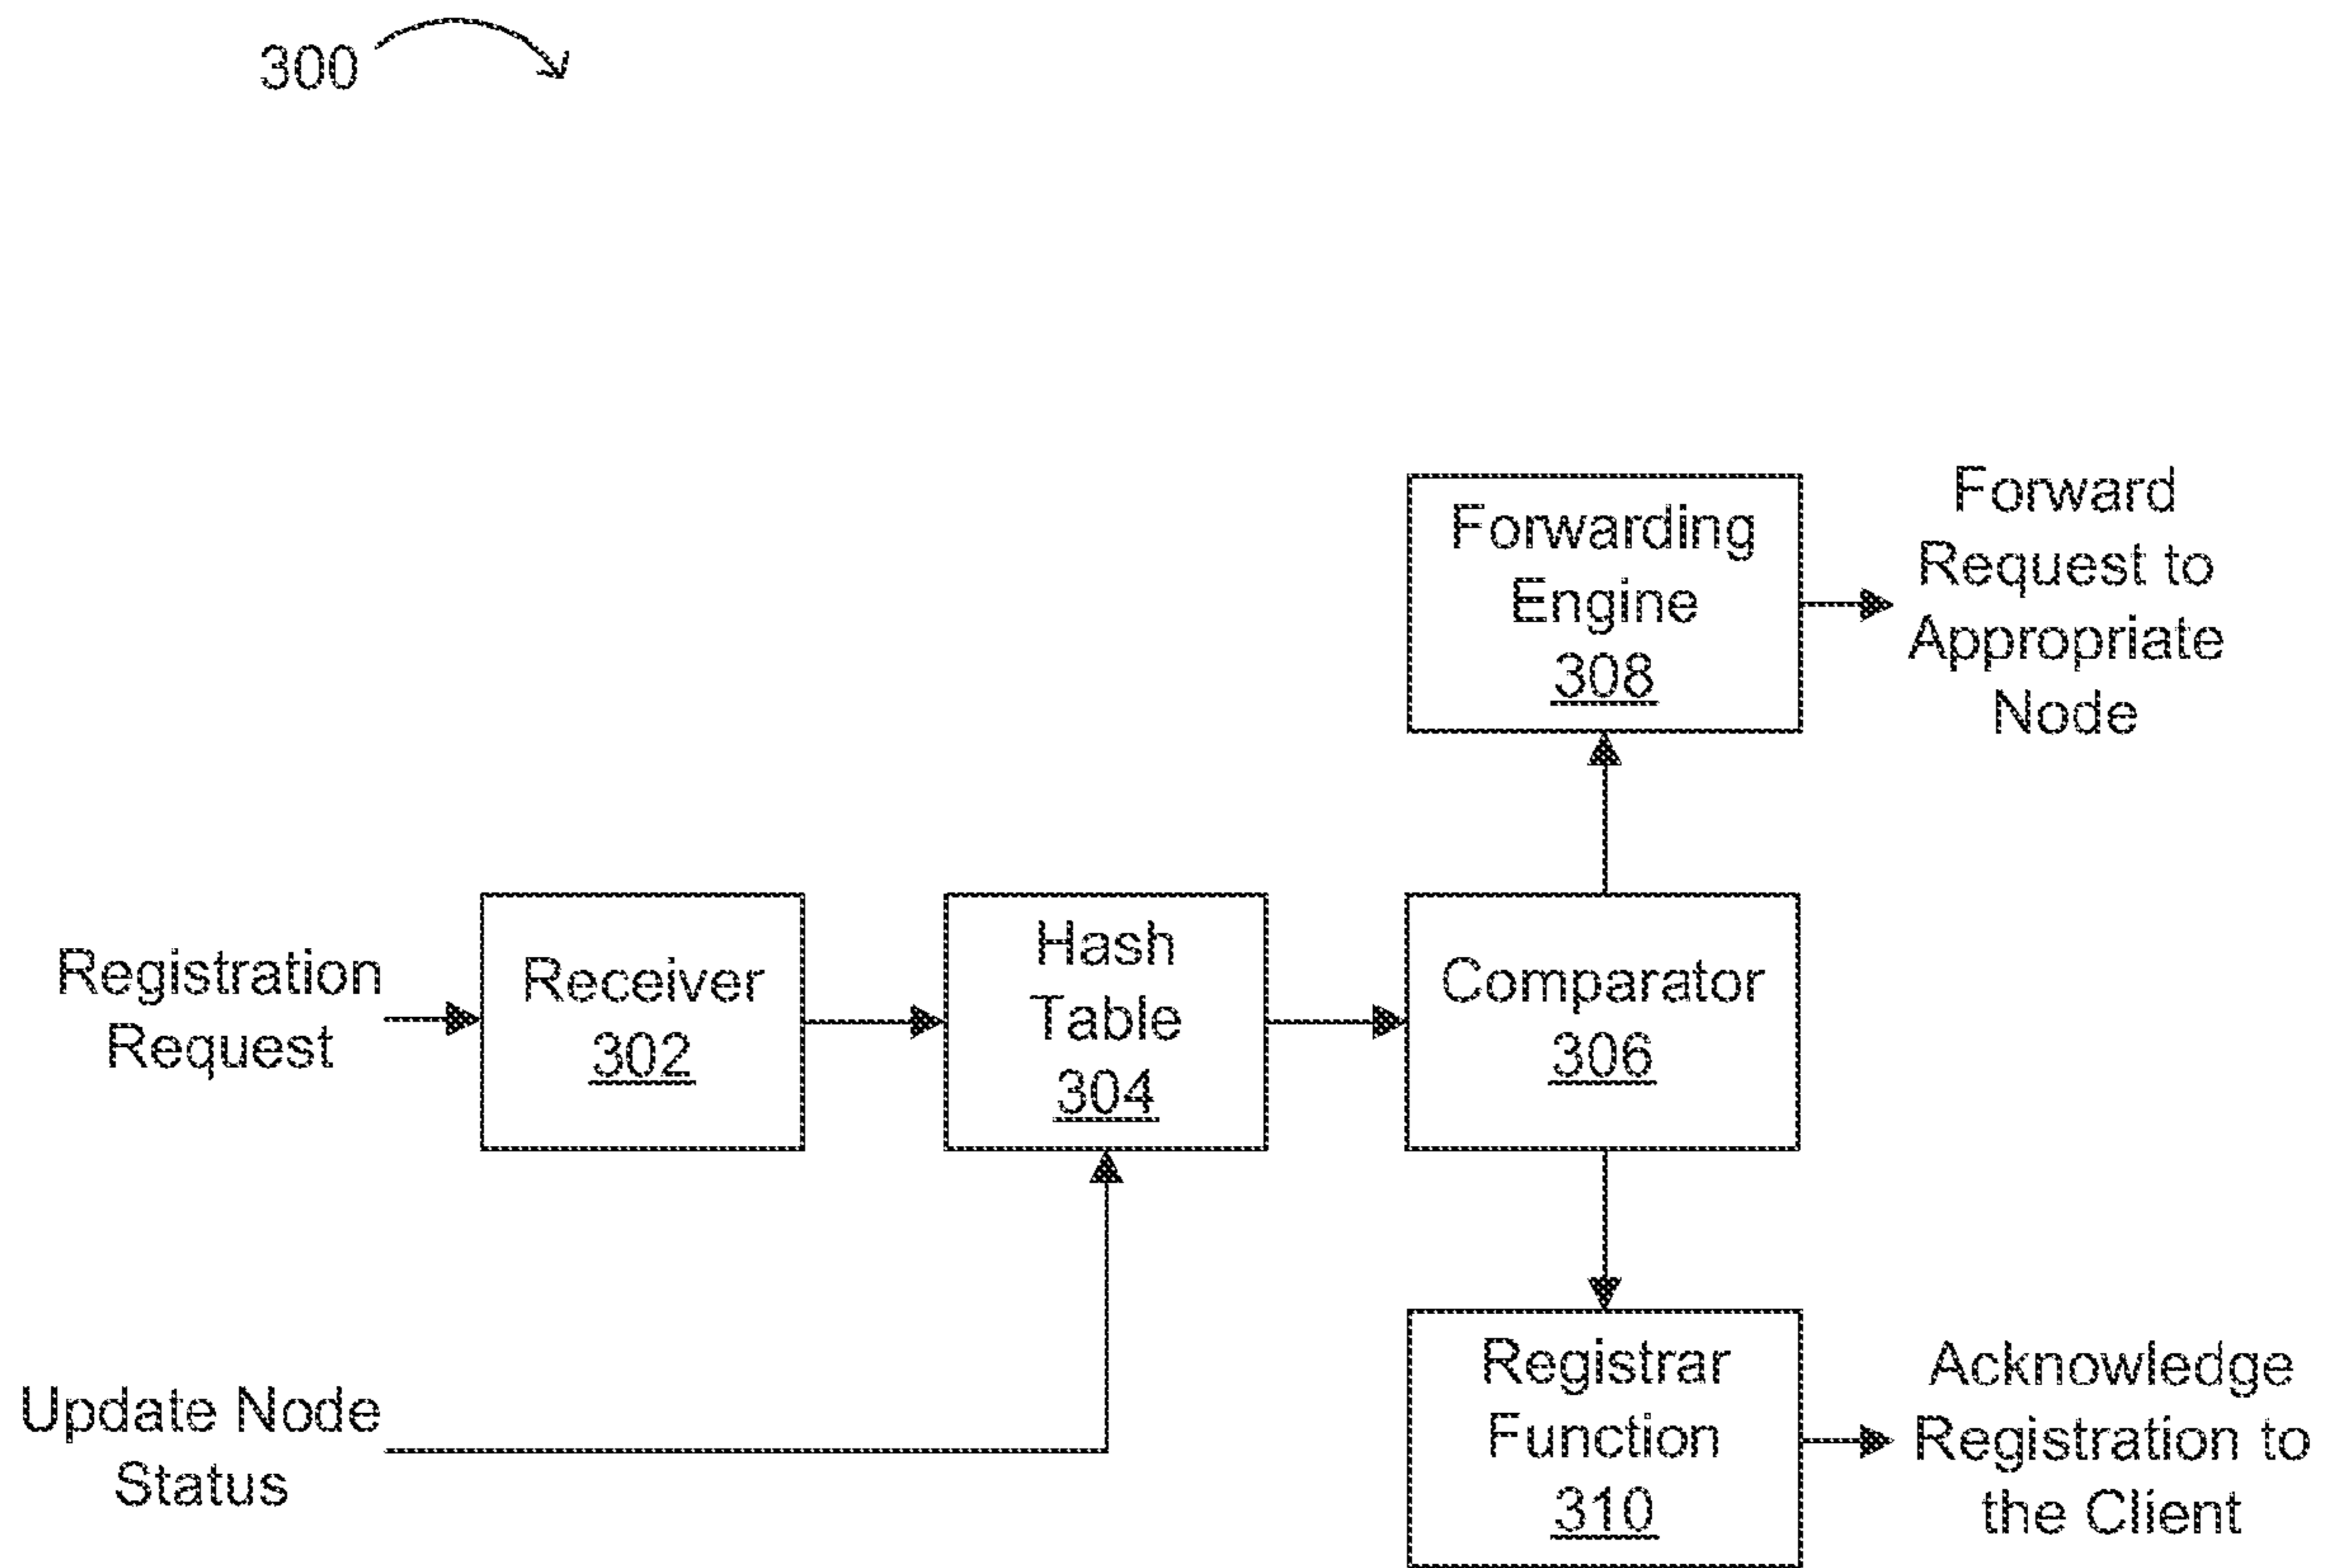 300
Forwarding
Engine
308
Forward
Request to
Appropriate
Node
Registration
Request
Receiver
302
Hash
Table
304
Comparator
306
Update Node
Status
Registrar
Function
310
Acknowledge
Registration to
the Client